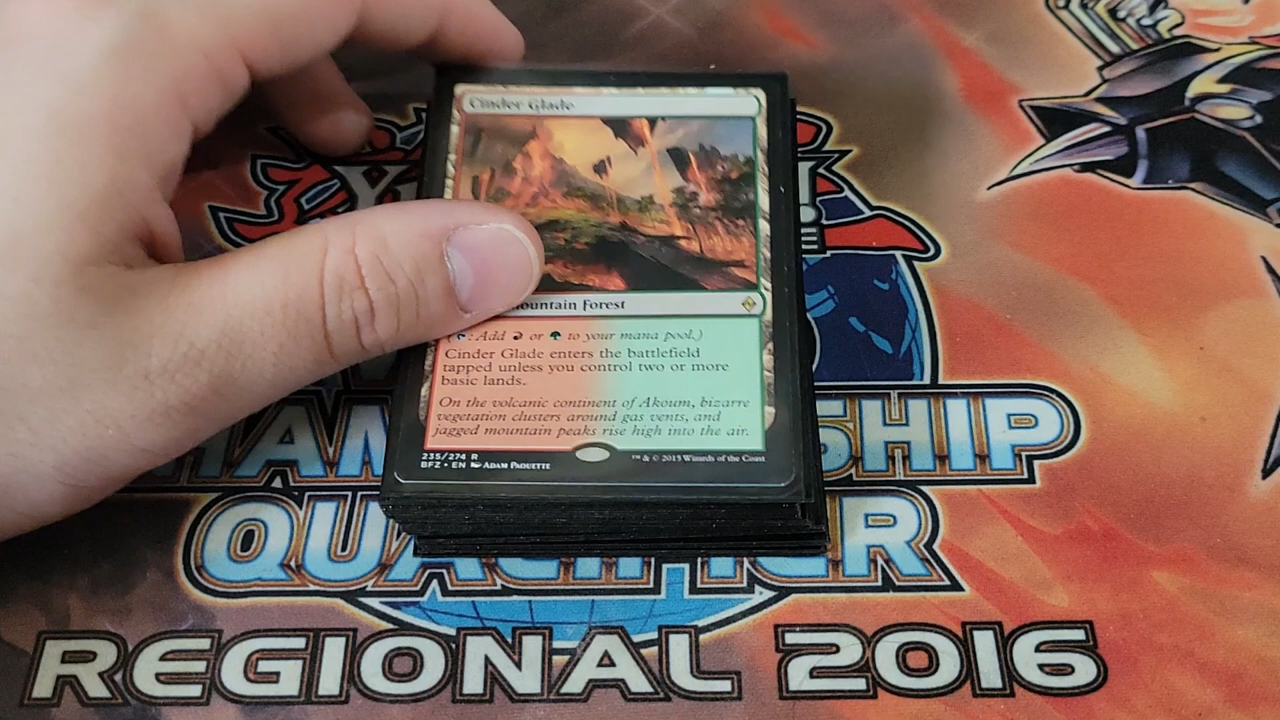 Cinder Glade
ountain Forest
: Add or to your mana pool.)
Cinder Glade enters the battlefield
tapped unless you control two or more
basic lands.
On the volcanic continent of Akoum, bizarre
vegetation clusters around gas vents, and
jagged mountain peaks rise high into the air.
235/274 R
BFZ • EN ADAM PAQUETTE
™ & © 2015 Wizards of the Coast
HAM SHIP
QUALIFIER
REGIONAL 2016